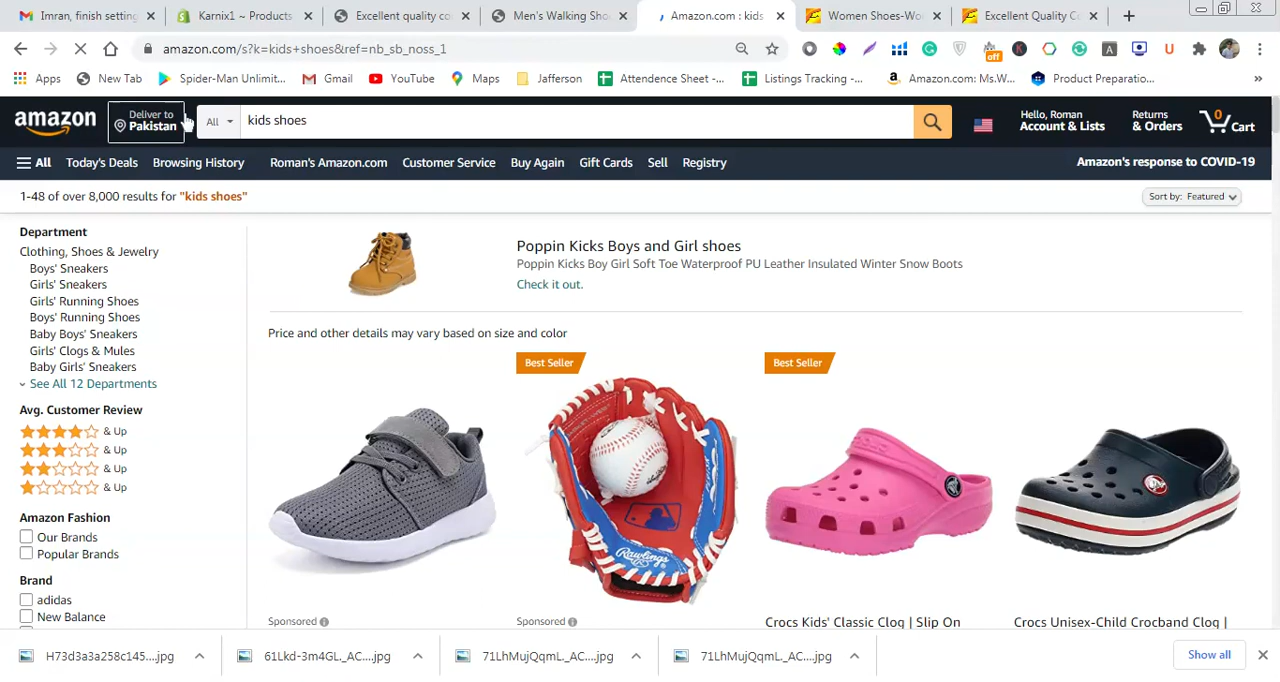 Imran, finish setting
Karnix1 ~ Products
Excellent quality co
Men's Walking Sho
Amazon.com : kids
Women Shoes-Wo
Excellent Quality Co
amazon.com/s?k=kids+shoes&ref=nb_sb_noss_1
off
Apps
New Tab
Spider-Man Unlimit...
Gmail
YouTube
Maps
Jafferson
Attendence Sheet -...
Listings Tracking -...
Amazon.com: Ms.W...
Product Preparatio...
amazon
Deliver to
Pakistan
All
kids shoes
Hello, Roman
Account & Lists
Returns
& Orders
0
Cart
All
Today's Deals
Browsing History
Roman's Amazon.com
Customer Service
Buy Again
Gift Cards
Sell
Registry
Amazon's response to COVID-19
1-48 of over 8,000 results for "kids shoes"
Sort by: Featured
Department
Clothing, Shoes & Jewelry
Boys' Sneakers
Girls' Sneakers
Girls' Running Shoes
Boys' Running Shoes
Baby Boys' Sneakers
Girls' Clogs & Mules
Baby Girls' Sneakers
See All 12 Departments
Avg. Customer Review
& Up
& Up
& Up
& Up
Amazon Fashion
Our Brands
Popular Brands
Brand
adidas
New Balance
Poppin Kicks Boys and Girl shoes
Poppin Kicks Boy Girl Soft Toe Waterproof PU Leather Insulated Winter Snow Boots
Check it out.
Price and other details may vary based on size and color
Best Seller
Best Seller
Rawlings
Sponsored
Sponsored
Crocs Kids' Classic Clog | Slip On
Crocs Unisex-Child Crocband Clog |
H73d3a3a258c145....jpg
61Lkd-3m4GL._AC....jpg
71LhMujQqmL._AC....jpg
71LhMujQqmL._AC....jpg
Show all